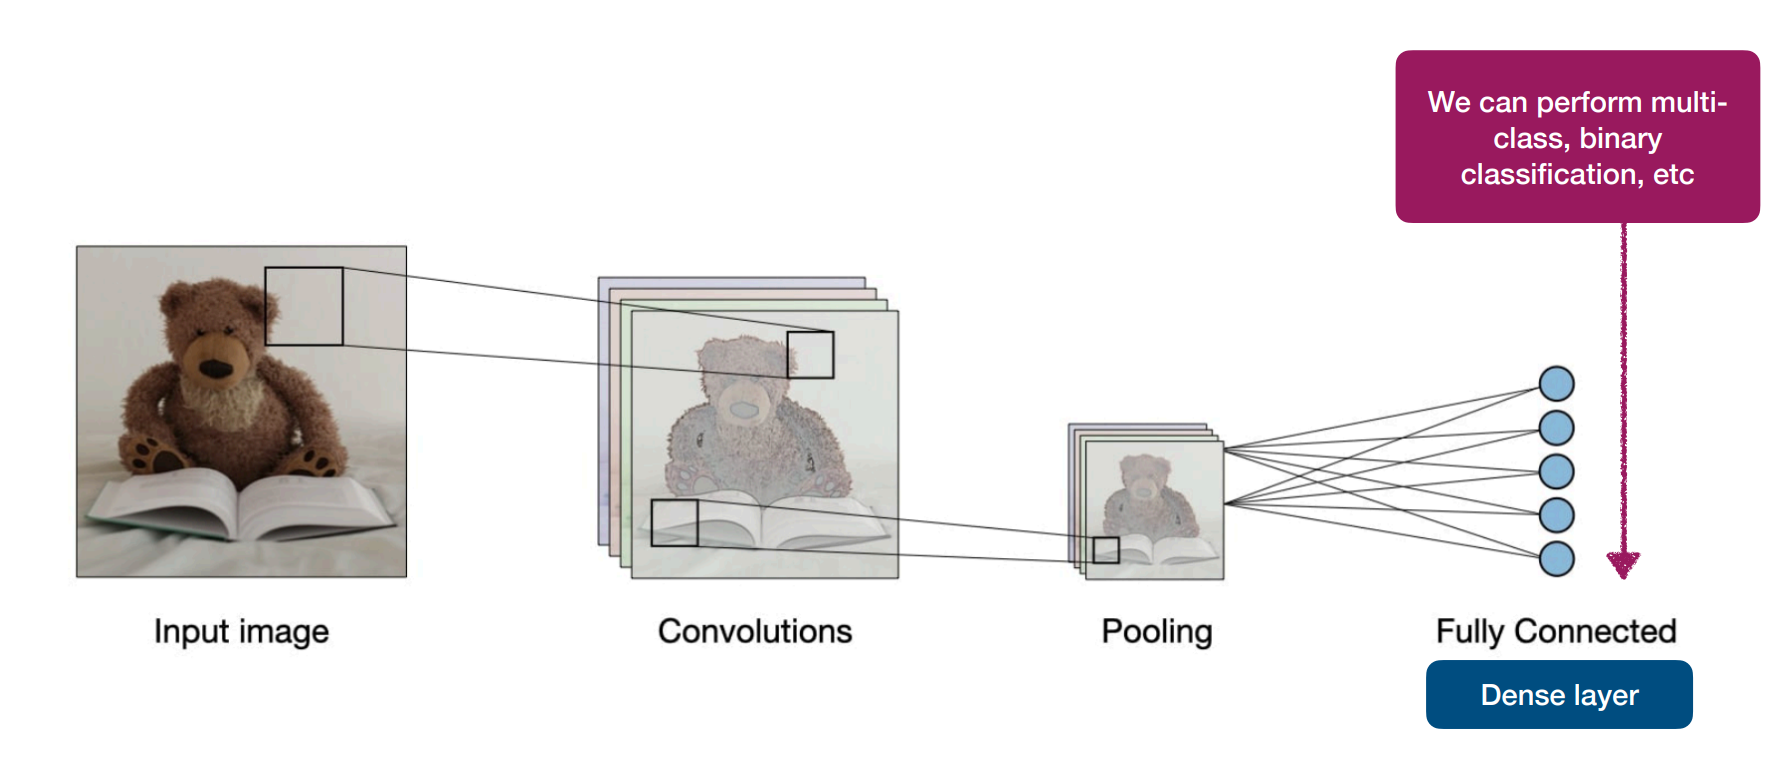 We can perform multi-
class, binary
classification, etc
Input image
Convolutions
Pooling
Fully Connected
Dense layer